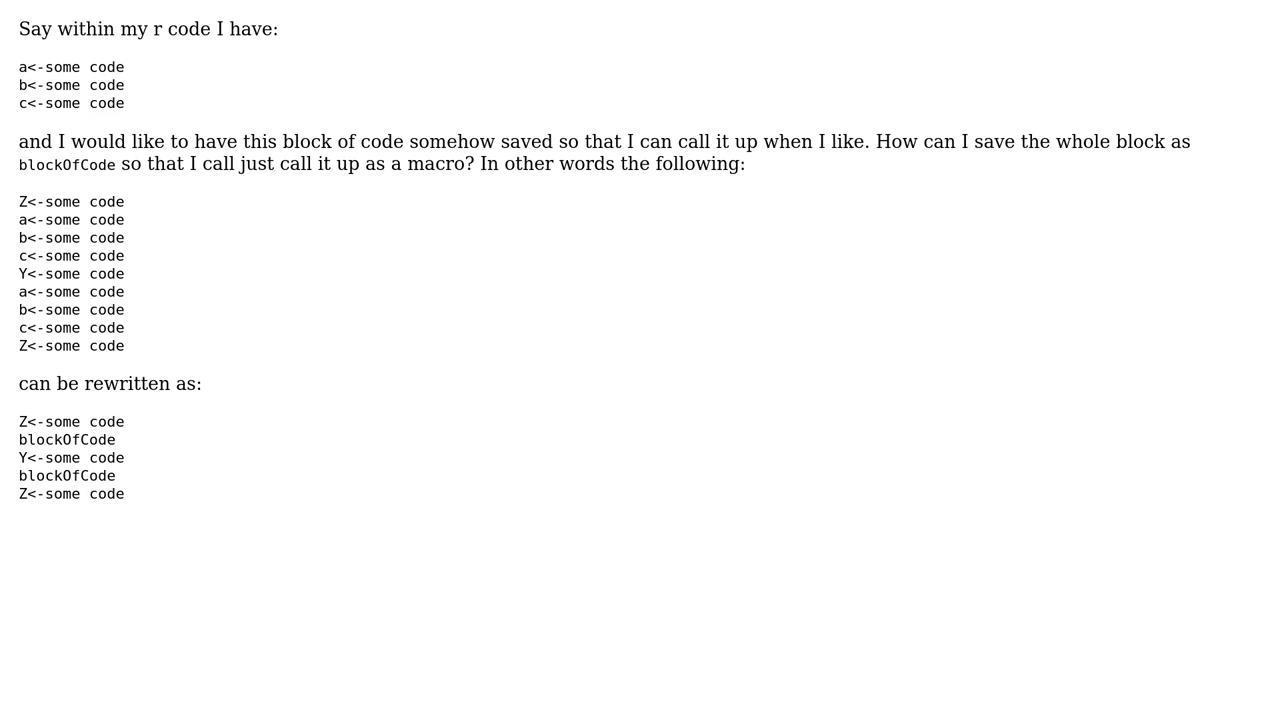 Say within my r code I have:
a<-some code
b<-some code
c<-some code
and I would like to have this block of code somehow saved so that I can call it up when I like. How can I save the whole block as
blockOfCode so that I call just call it up as a macro? In other words the following:
Z<-some code
a<-some code
b<-some code
c<-some code
Y<-some code
a<-some code
b<-some code
c<-some code
Z<-some code
can be rewritten as:
Z<-some code
blockOfCode
Y<-some code
blockOfCode
Z<-some code